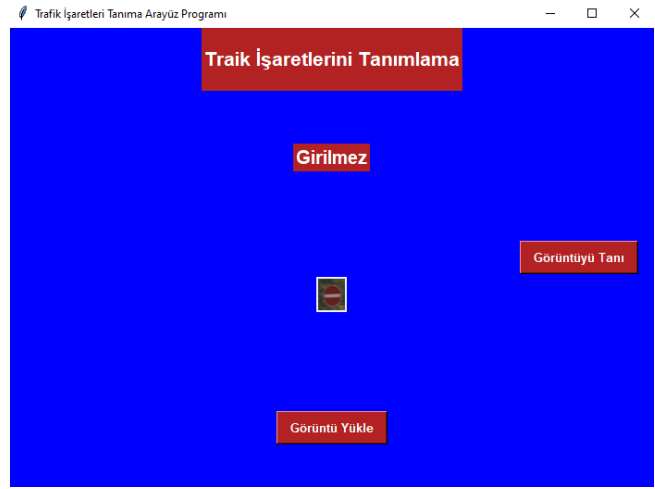 Trafik İşaretleri Tanıma Arayüz Programı
Traik İşaretlerini Tanımlama
Girilmez
Görüntüyü Tanı
Görüntü Yükle